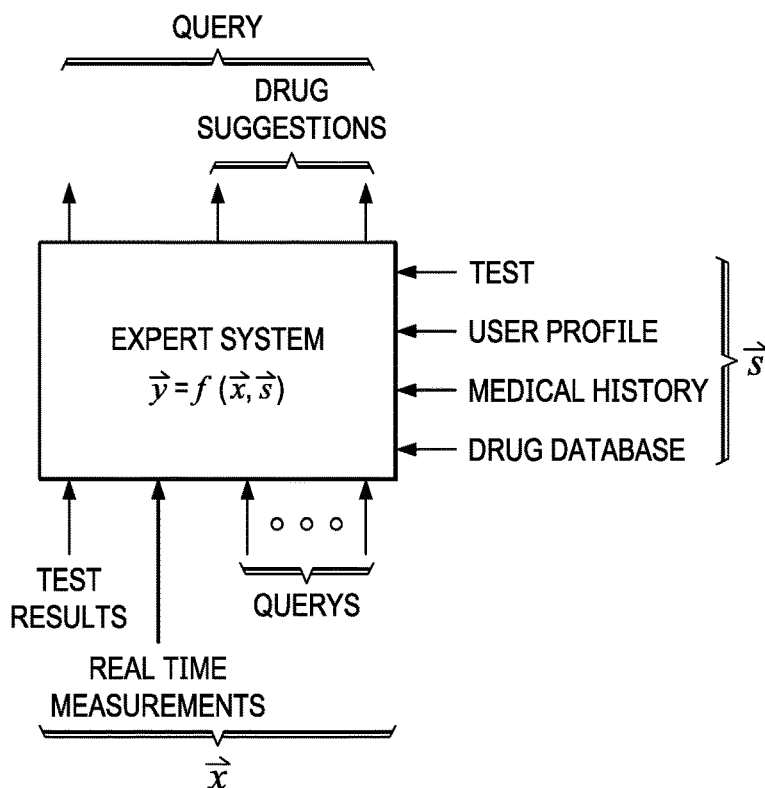 QUERY
DRUG
SUGGESTIONS
EXPERT SYSTEM
y⃗ = f (x⃗, s⃗)
TEST
USER PROFILE
MEDICAL HISTORY
DRUG DATABASE
s⃗
TEST
RESULTS
QUERYS
REAL TIME
MEASUREMENTS
x⃗